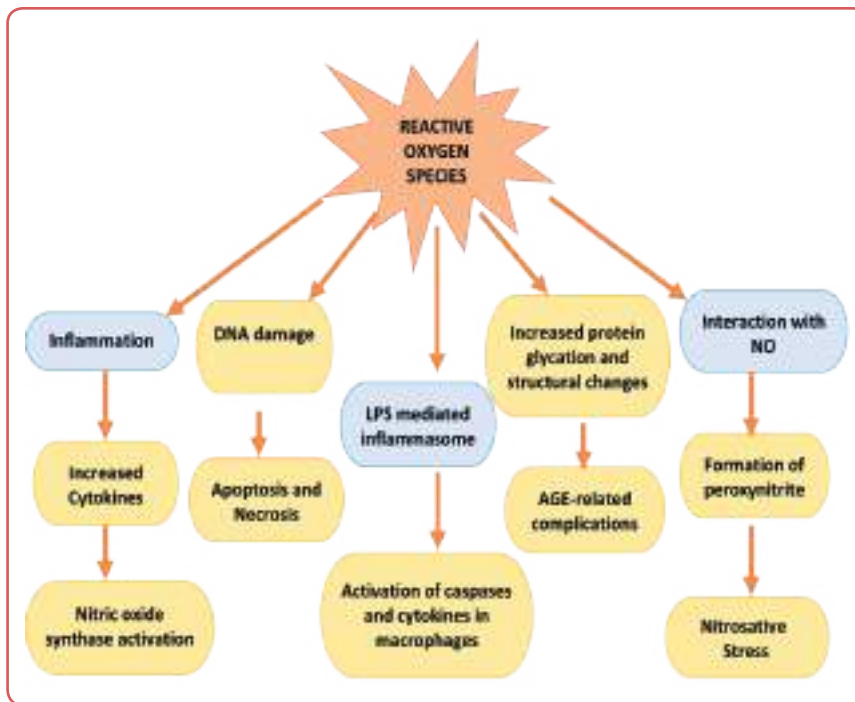 REACTIVE
OXYGEN
SPECIES
Inflammation
Increased
Cytokines
Nitric oxide
synthase activation
DNA damage
Apoptosis and
Necrosis
LPS mediated
inflammasome
Activation of caspases
and cytokines in
macrophages
Increased protein
glycation and
structural changes
AGE-related
complications
Interaction with
NO
Formation of
peroxynitrite
Nitrosative
Stress